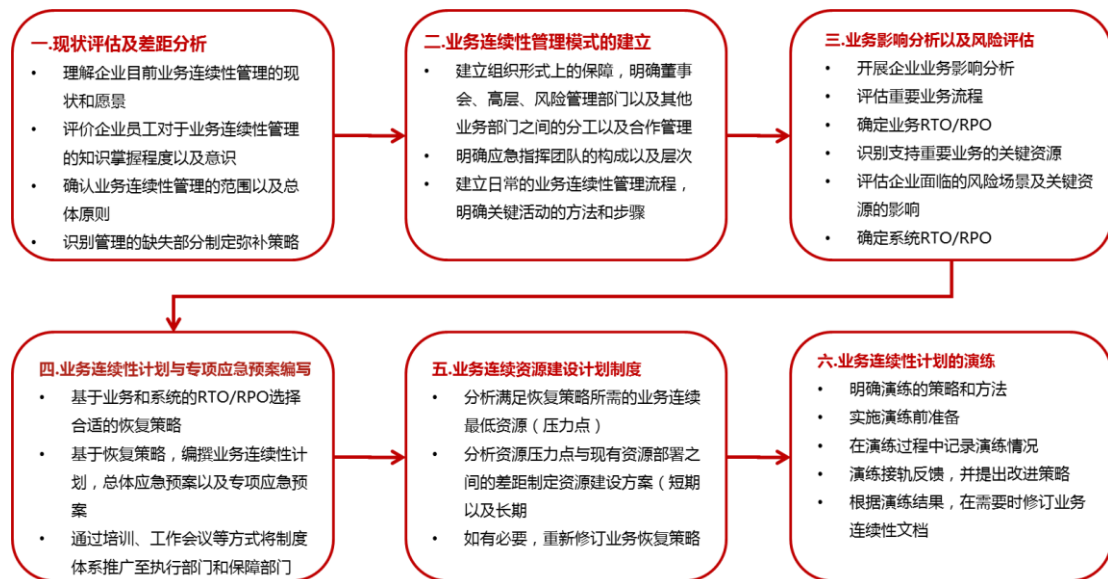 一.现状评估及差距分析
• 理解企业目前业务连续性管理的现
状和愿景
• 评价企业员工对于业务连续性管理
的知识掌握程度以及意识
• 确认业务连续性管理的范围以及总
体原则
• 识别管理的缺失部分制定弥补策略
二.业务连续性管理模式的建立
• 建立组织形式上的保障，明确董事
会、高层、风险管理部门以及其他
业务部门之间的分工以及合作管理
• 明确应急指挥团队的构成以及层次
• 建立日常的业务连续性管理流程，
明确关键活动的方法和步骤
三.业务影响分析以及风险评估
• 开展企业业务影响分析
• 评估重要业务流程
• 确定业务RTO/RPO
• 识别支持重要业务的关键资源
• 评估企业面临的风险场景及关键资
源的影响
• 确定系统RTO/RPO
四.业务连续性计划与专项应急预案编写
• 基于业务和系统的RTO/RPO选择
合适的恢复策略
• 基于恢复策略，编撰业务连续性计
划，总体应急预案以及专项应急预
案
• 通过培训、工作会议等方式将制度
体系推广至执行部门和保障部门
五.业务连续资源建设计划制度
• 分析满足恢复策略所需的业务连续
最低资源（压力点）
• 分析资源压力点与现有资源部署之
间的差距制定资源建设方案（短期
以及长期
• 如有必要，重新修订业务恢复策略
六.业务连续性计划的演练
• 明确演练的策略和方法
• 实施演练前准备
• 在演练过程中记录演练情况
• 演练接轨反馈，并提出改进策略
• 根据演练结果，在需要时修订业务
连续性文档